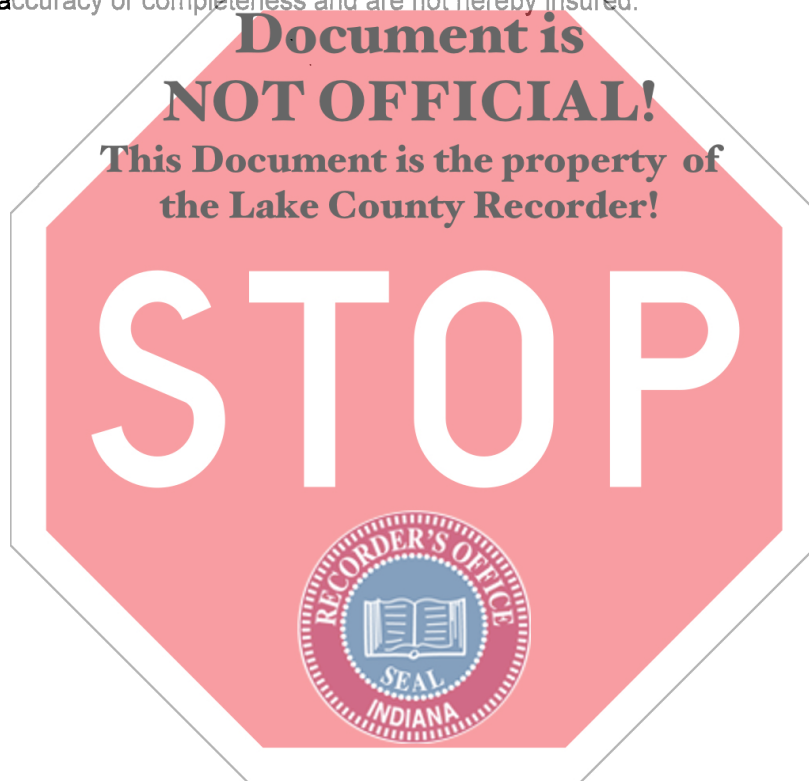 accuracy or completeness and are not hereby insured.
Document is
NOT OFFICIAL!
This Document is the property of
the Lake County Recorder!
STOP
RECORDER'S OFFICE
SEAL
INDIANA